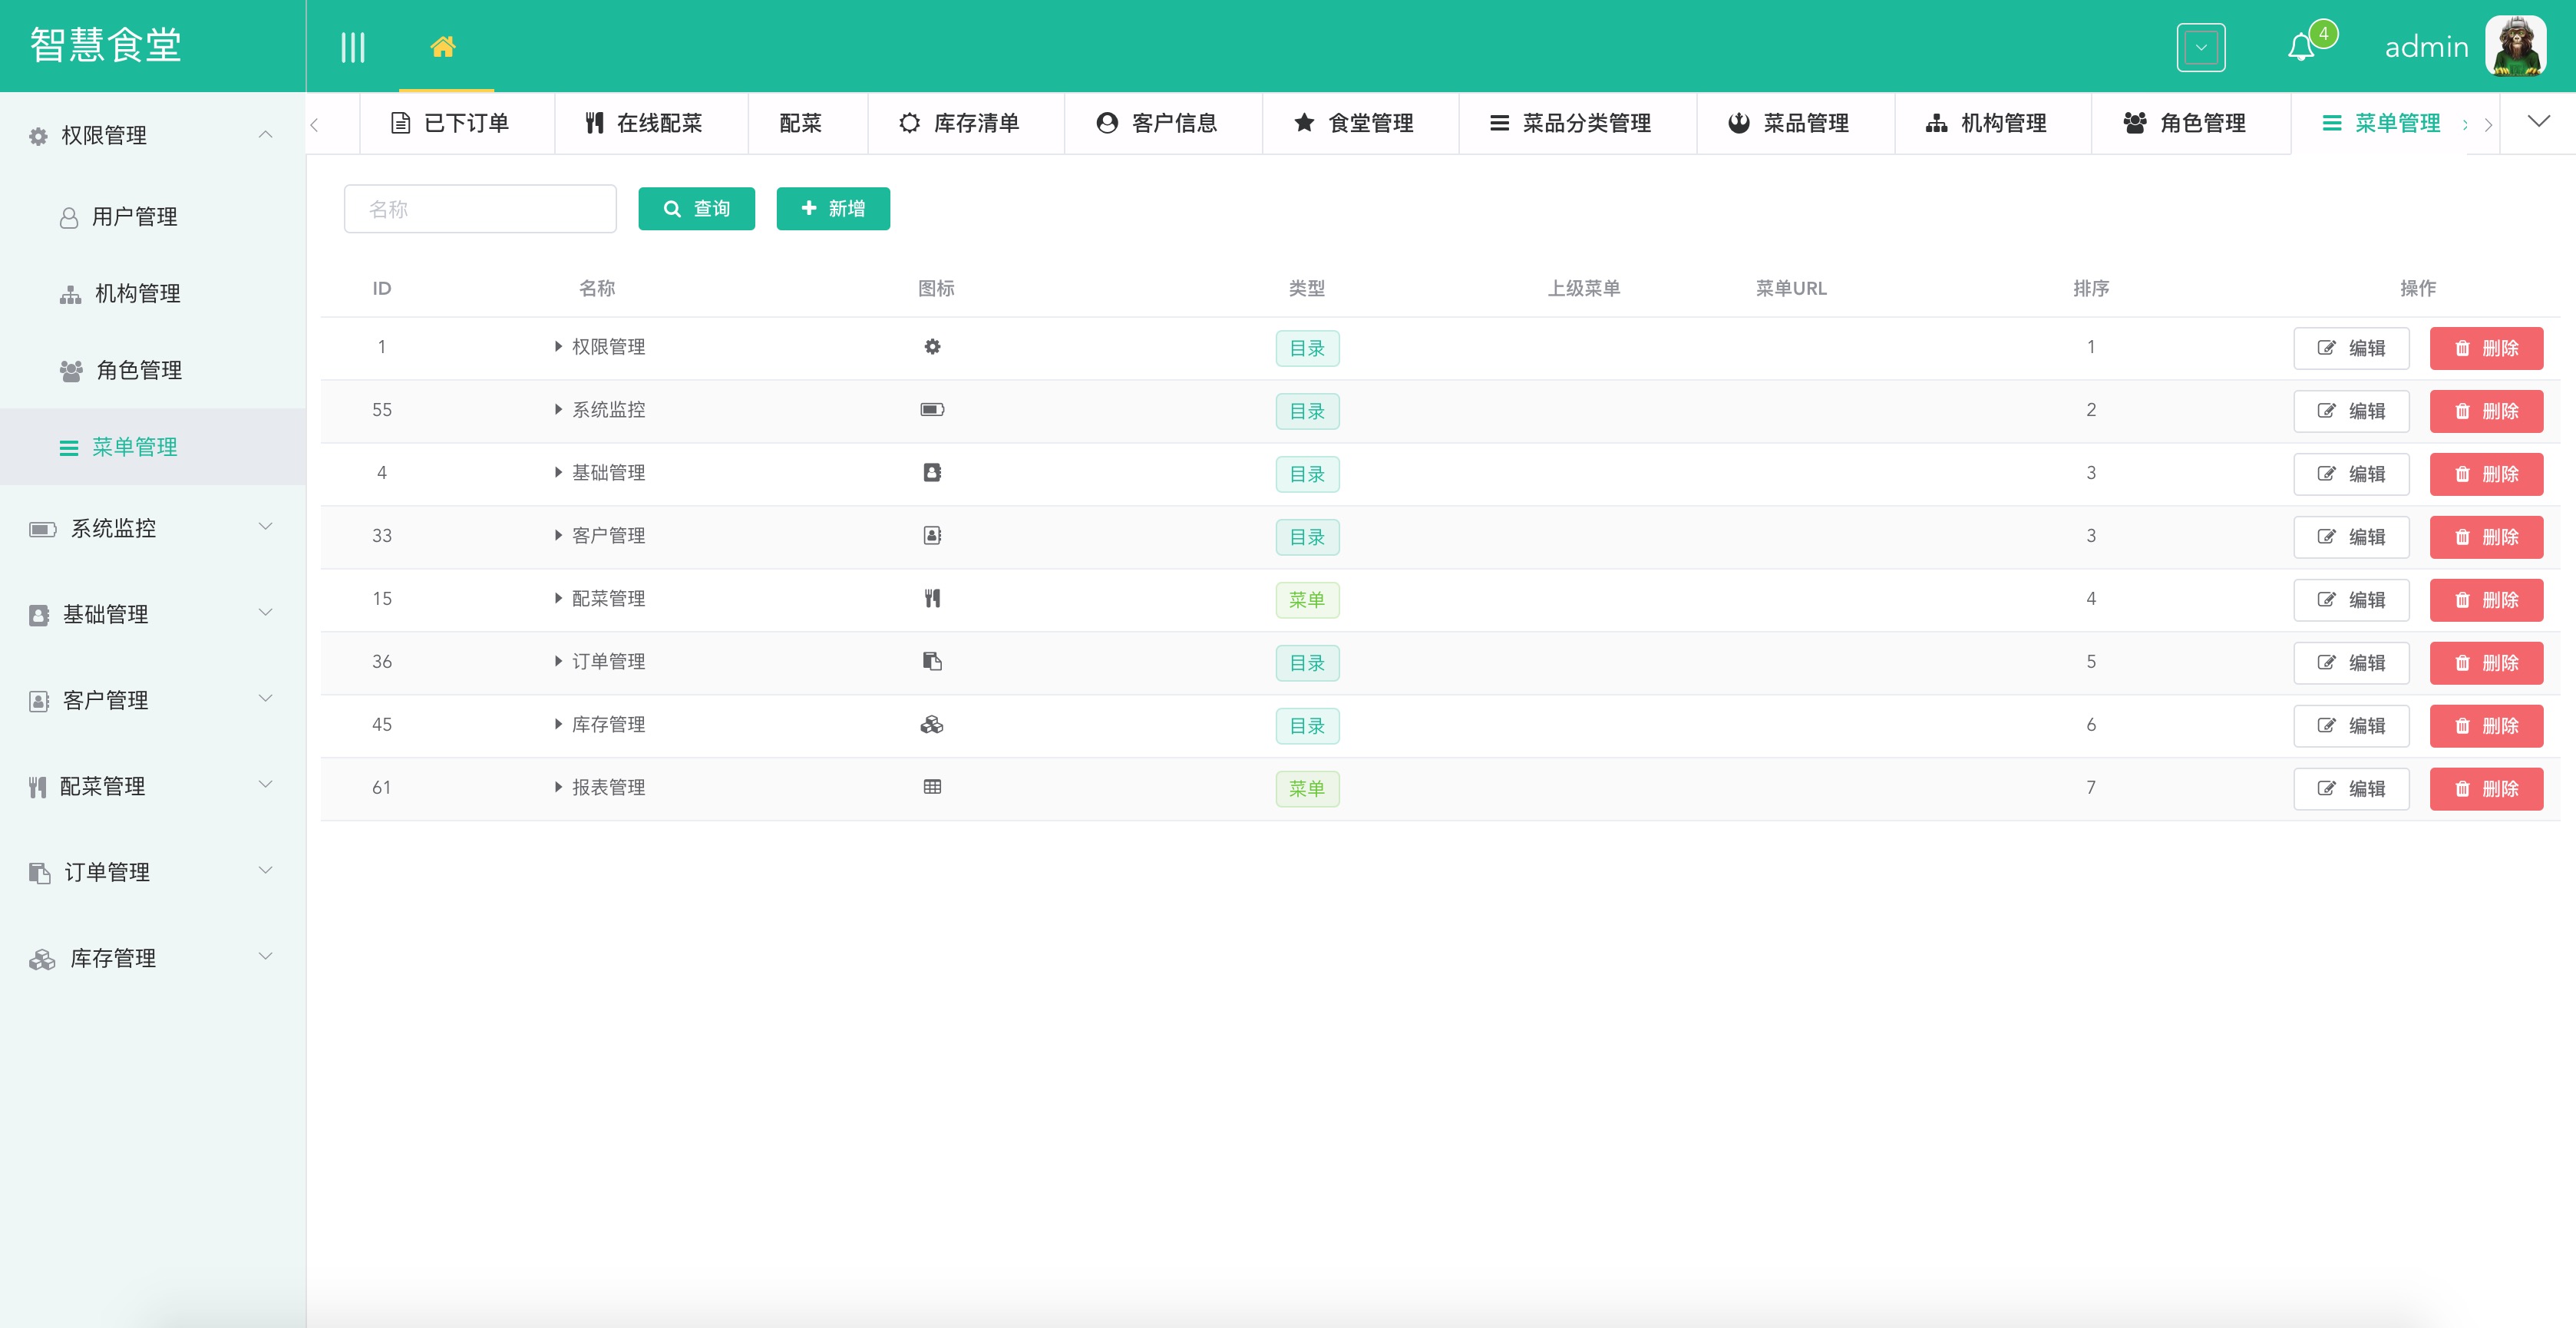 智慧食堂
4
admin
权限管理
用户管理
机构管理
角色管理
菜单管理
系统监控
基础管理
客户管理
配菜管理
订单管理
库存管理
已下订单 在线配菜 配菜 库存清单 客户信息 食堂管理 菜品分类管理 菜品管理 机构管理 角色管理 菜单管理
名称 查询 新增
ID 名称 图标 类型 上级菜单 菜单URL 排序 操作
1 权限管理 目录 1 编辑 删除
55 系统监控 目录 2 编辑 删除
4 基础管理 目录 3 编辑 删除
33 客户管理 目录 3 编辑 删除
15 配菜管理 菜单 4 编辑 删除
36 订单管理 目录 5 编辑 删除
45 库存管理 目录 6 编辑 删除
61 报表管理 菜单 7 编辑 删除